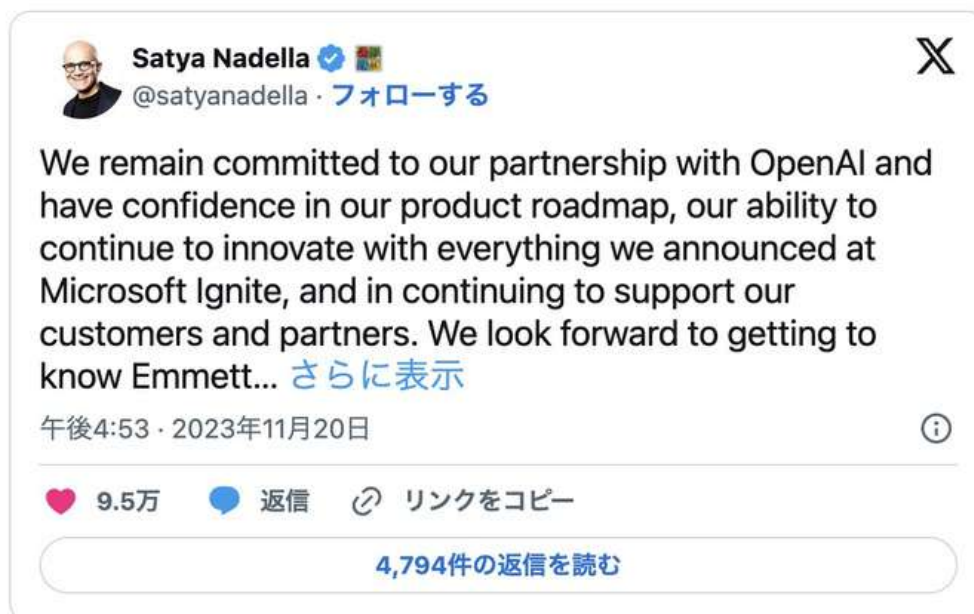 Satya Nadella
@satyanadella · フォローする
We remain committed to our partnership with OpenAI and
have confidence in our product roadmap, our ability to
continue to innovate with everything we announced at
Microsoft Ignite, and in continuing to support our
customers and partners. We look forward to getting to
know Emmett... さらに表示
午後4:53 · 2023年11月20日
9.5万 返信 リンクをコピー
4,794件の返信を読む